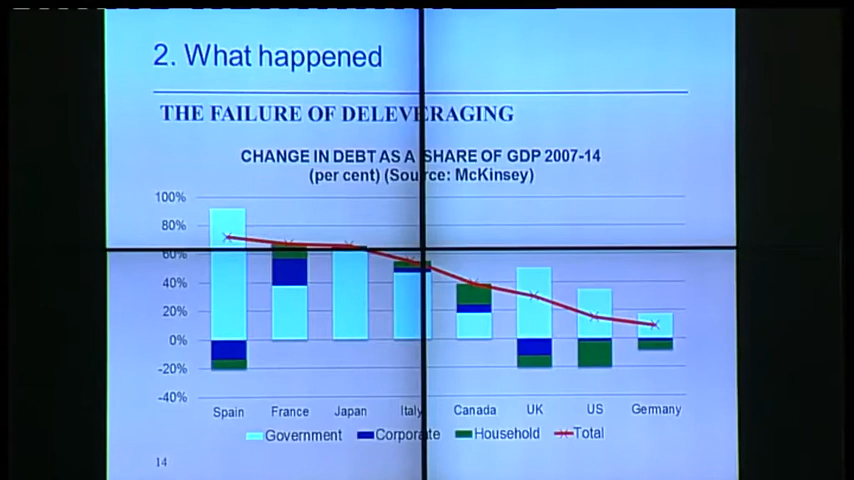 2. What happened
THE FAILURE OF DELEVERAGING
CHANGE IN DEBT AS A SHARE OF GDP 2007-14
(per cent) (Source: McKinsey)
100%
80%
60%
40%
20%
0%
-20%
-40%
Spain France Japan Italy Canada UK US Germany
Government Corporate Household Total
14